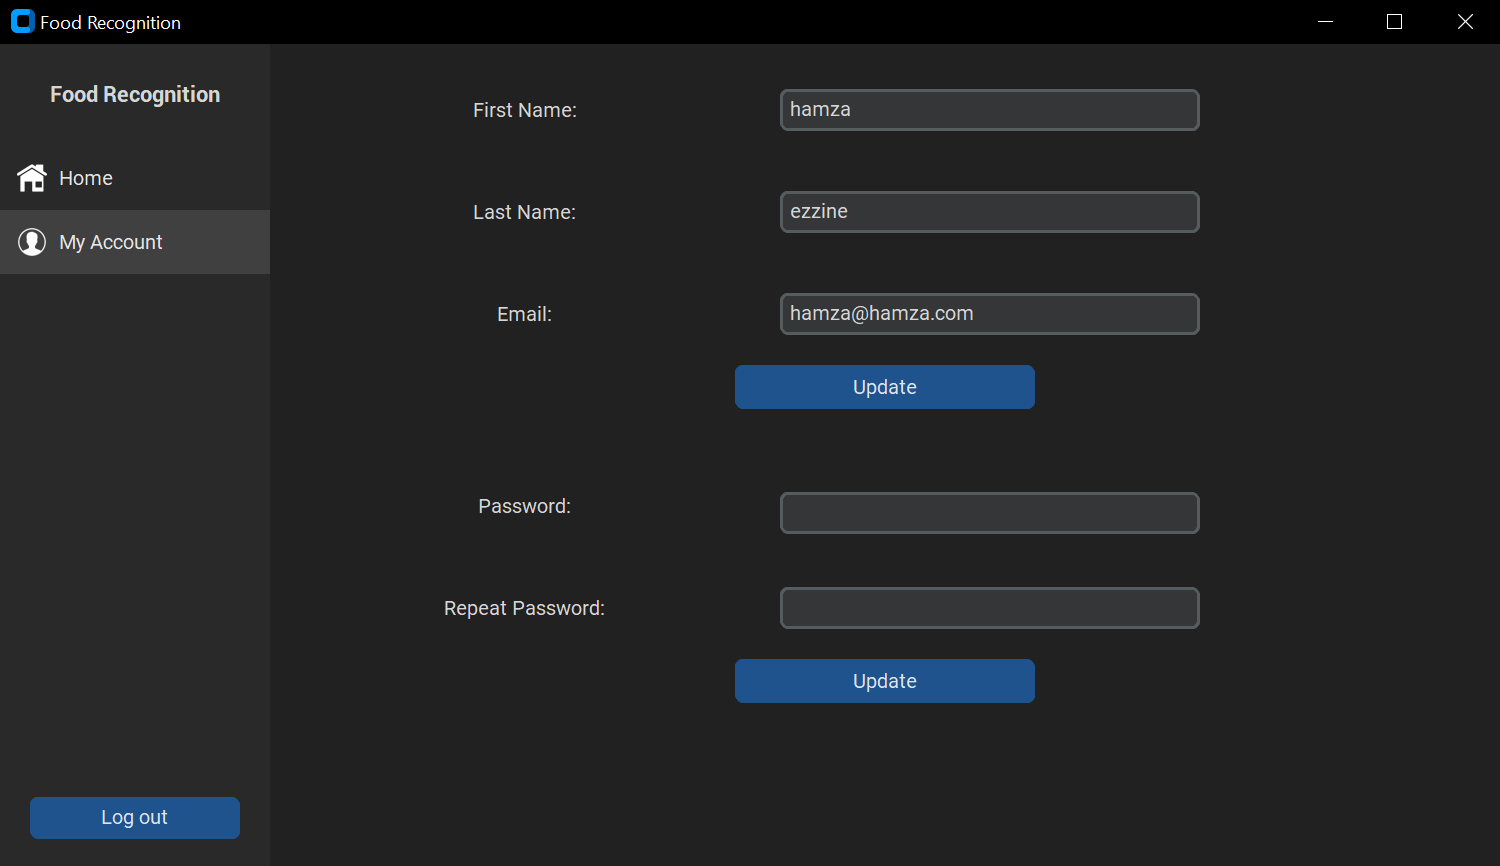 Food Recognition
Food Recognition
Home
My Account
Log out
First Name: hamza
Last Name: ezzine
Email: hamza@hamza.com
Update
Password:
Repeat Password:
Update